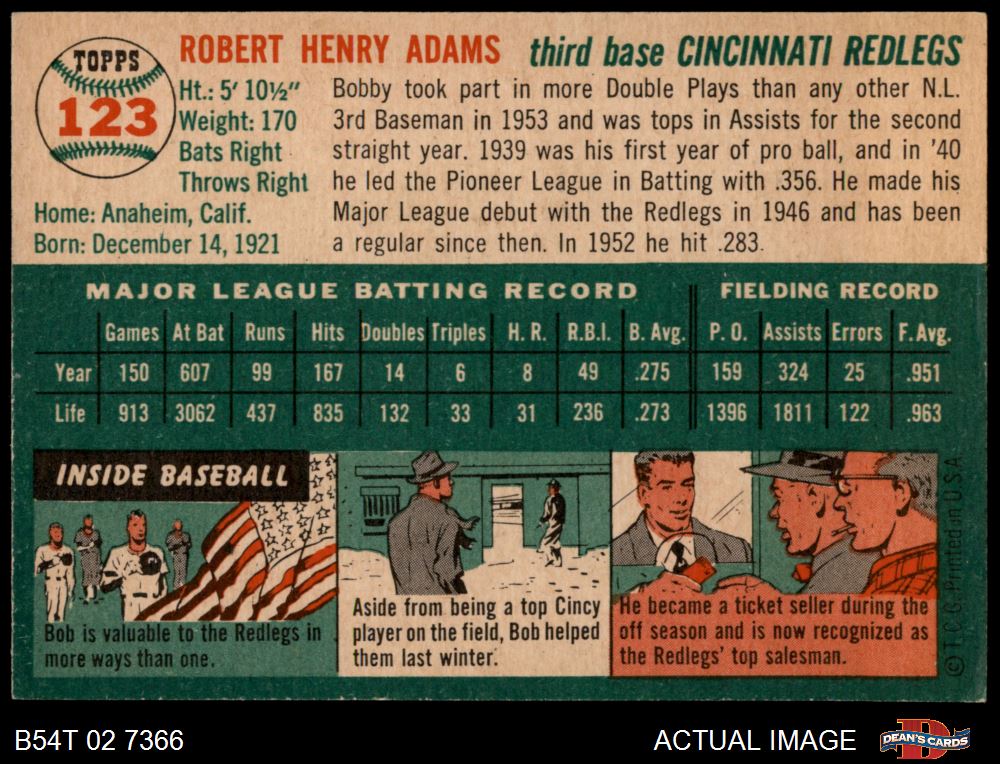 TOPPS
123
ROBERT HENRY ADAMS third base CINCINNATI REDLEGS
Ht.: 5' 10½"
Weight: 170
Bats Right
Throws Right
Home: Anaheim, Calif.
Born: December 14, 1921
Bobby took part in more Double Plays than any other N.L.
3rd Baseman in 1953 and was tops in Assists for the second
straight year. 1939 was his first year of pro ball, and in '40
he led the Pioneer League in Batting with .356. He made his
Major League debut with the Redlegs in 1946 and has been
a regular since then. In 1952 he hit .283.
MAJOR LEAGUE BATTING RECORD FIELDING RECORD
Games At Bat Runs Hits Doubles Triples H. R. R.B.I. B. Avg. P. O. Assists Errors F. Avg.
Year 150 607 99 167 14 6 8 49 .275 159 324 25 .951
Life 913 3062 437 835 132 33 31 236 .273 1396 1811 122 .963
INSIDE BASEBALL
Bob is valuable to the Redlegs in
more ways than one.
Aside from being a top Cincy
player on the field, Bob helped
them last winter.
He became a ticket seller during the
off season and is now recognized as
the Redlegs' top salesman.
© T. C. G. Printed in U S A
B54T 02 7366
ACTUAL IMAGE
DEAN'S CARDS